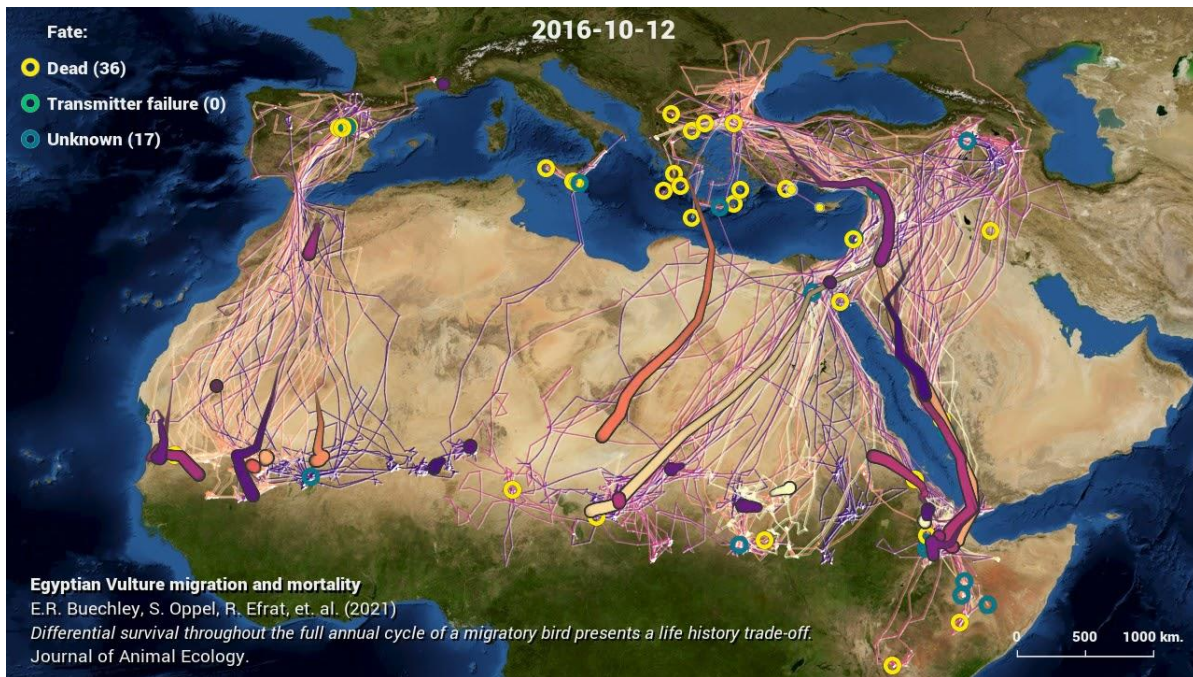 2016-10-12
Fate:
Dead (36)
Transmitter failure (0)
Unknown (17)
Egyptian Vulture migration and mortality
E.R. Buechley, S. Oppel, R. Efrat, et. al. (2021)
Differential survival throughout the full annual cycle of a migratory bird presents a life history trade-off.
Journal of Animal Ecology.
0 500 1000 km.